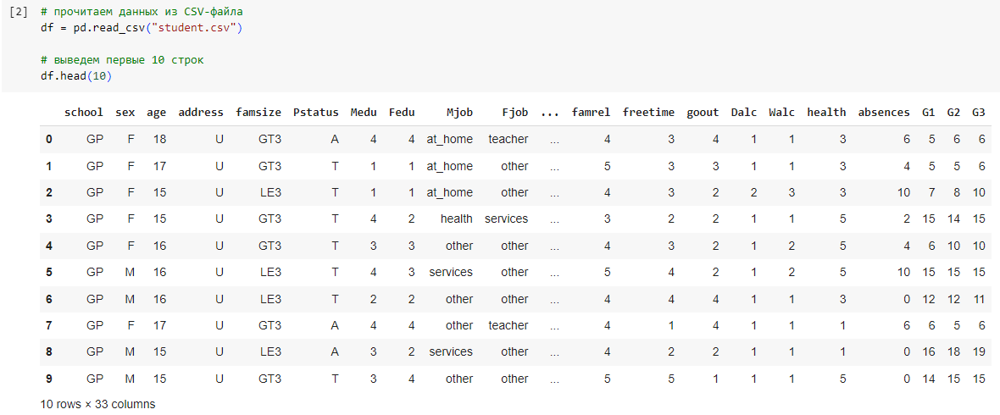 [2] # прочитаем данных из CSV-файла
df = pd.read_csv("student.csv")
# выведем первые 10 строк
df.head(10)
school sex age address famsize Pstatus Medu Fedu Mjob Fjob ... famrel freetime goout Dalc Walc health absences G1 G2 G3
0 GP F 18 U GT3 A 4 4 at_home teacher ... 4 3 4 1 1 3 6 5 6 6
1 GP F 17 U GT3 T 1 1 at_home other ... 5 3 3 1 1 3 4 5 5 6
2 GP F 15 U LE3 T 1 1 at_home other ... 4 3 2 2 3 3 10 7 8 10
3 GP F 15 U GT3 T 4 2 health services ... 3 2 2 1 1 5 2 15 14 15
4 GP F 16 U GT3 T 3 3 other other ... 4 3 2 1 2 5 4 6 10 10
5 GP M 16 U LE3 T 4 3 services other ... 5 4 2 1 2 5 10 15 15 15
6 GP M 16 U LE3 T 2 2 other other ... 4 4 4 1 1 3 0 12 12 11
7 GP F 17 U GT3 A 4 4 other teacher ... 4 1 4 1 1 1 6 6 5 6
8 GP M 15 U LE3 A 3 2 services other ... 4 2 2 1 1 1 0 16 18 19
9 GP M 15 U GT3 T 3 4 other other ... 5 5 1 1 1 5 0 14 15 15
10 rows × 33 columns